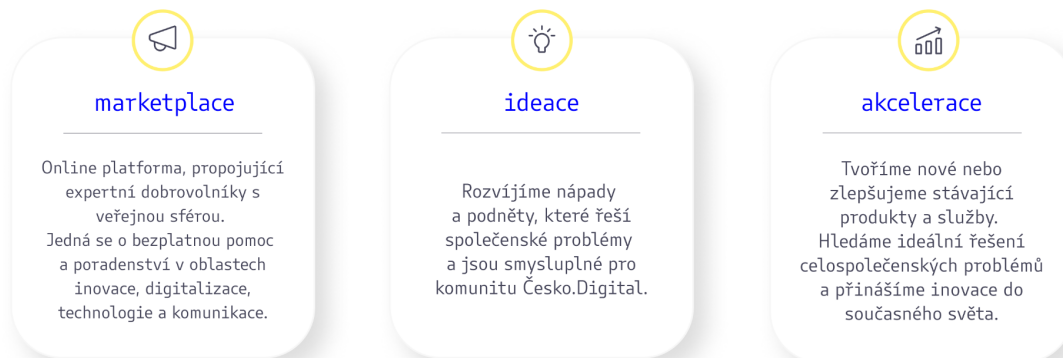 marketplace
Online platforma, propojující
expertní dobrovolníky s
veřejnou sférou.
Jedná se o bezplatnou pomoc
a poradenství v oblastech
inovace, digitalizace,
technologie a komunikace.
ideace
Rozvíjíme nápady
a podněty, které řeší
společenské problémy
a jsou smysluplné pro
komunitu Česko.Digital.
akcelerace
Tvoříme nové nebo
zlepšujeme stávající
produkty a služby.
Hledáme ideální řešení
celospolečenských problémů
a přinášíme inovace do
současného světa.